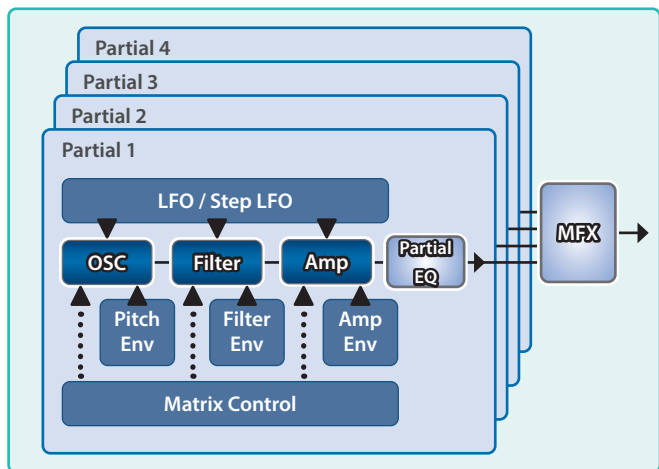 Partial 4
Partial 3
Partial 2
Partial 1
LFO / Step LFO
OSC
Filter
Amp
Partial
EQ
MFX
Pitch
Env
Filter
Env
Amp
Env
Matrix Control